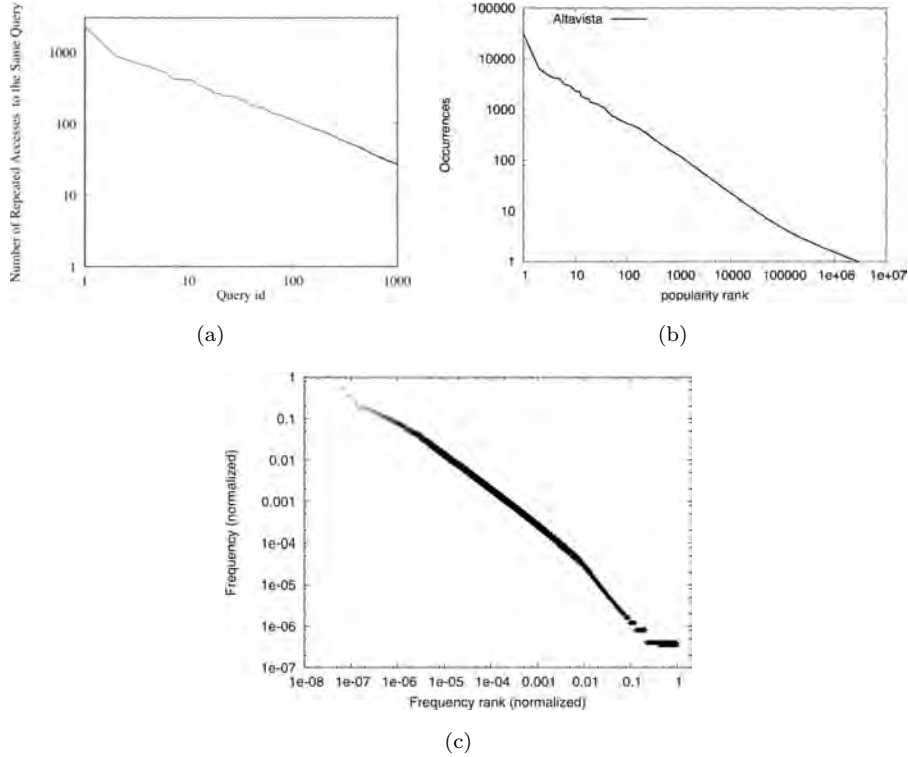 Number of Repeated Accesses to the Same Query
1000
100
10
1
1
10
100
1000
Query id
(a)
Altavista
Occurrences
100000
10000
1000
100
10
1
1
10
100
1000
10000
100000
1e+06
1e+07
popularity rank
(b)
Frequency (normalized)
1
0.1
0.01
0.001
1e-04
1e-05
1e-06
1e-07
1e-08
1e-07
1e-06
1e-05
1e-04
0.001
0.01
0.1
1
Frequency rank (normalized)
(c)